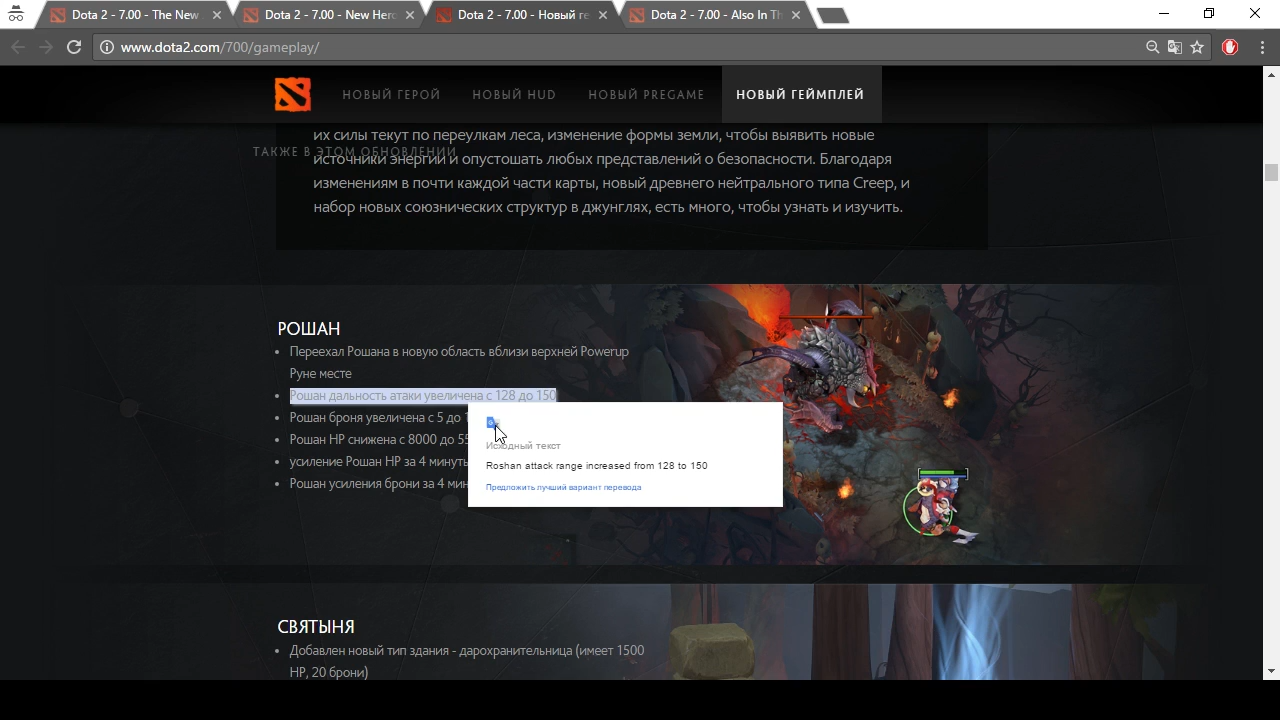 Dota 2 - 7.00 - The New
Dota 2 - 7.00 - New Hero
Dota 2 - 7.00 - Новый ге
Dota 2 - 7.00 - Also In Th
www.dota2.com/700/gameplay/
НОВЫЙ ГЕРОЙ
НОВЫЙ HUD
НОВЫЙ PREGAME
НОВЫЙ ГЕЙМПЛЕЙ
ТАКЖЕ В ЭТОМ ОБНОВЛЕНИИ
их силы текут по переулкам леса, изменение формы земли, чтобы выявить новые
источники энергии и опустошать любых представлений о безопасности. Благодаря
изменениям в почти каждой части карты, новый древнего нейтрального типа Creep, и
набор новых союзнических структур в джунглях, есть много, чтобы узнать и изучить.
РОШАН
Переехал Рошана в новую область вблизи верхней Powerup
Руне месте
Рошан дальность атаки увеличена с 128 до 150
Рошан броня увеличена с 5 до 1
Рошан HP снижена с 8000 до 55
усиление Рошан HP за 4 минуть
Рошан усиления брони за 4 мин
Исходный текст
Roshan attack range increased from 128 to 150
Предложить лучший вариант перевода
СВЯТЫНЯ
Добавлен новый тип здания - дарохранительница (имеет 1500
HP, 20 брони)